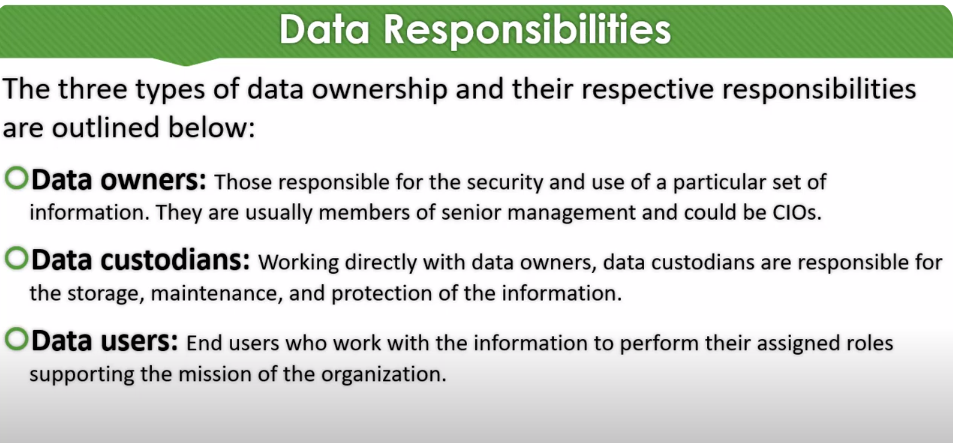 Data Responsibilities
The three types of data ownership and their respective responsibilities
are outlined below:
Data owners: Those responsible for the security and use of a particular set of
information. They are usually members of senior management and could be CIOs.
Data custodians: Working directly with data owners, data custodians are responsible for
the storage, maintenance, and protection of the information.
Data users: End users who work with the information to perform their assigned roles
supporting the mission of the organization.